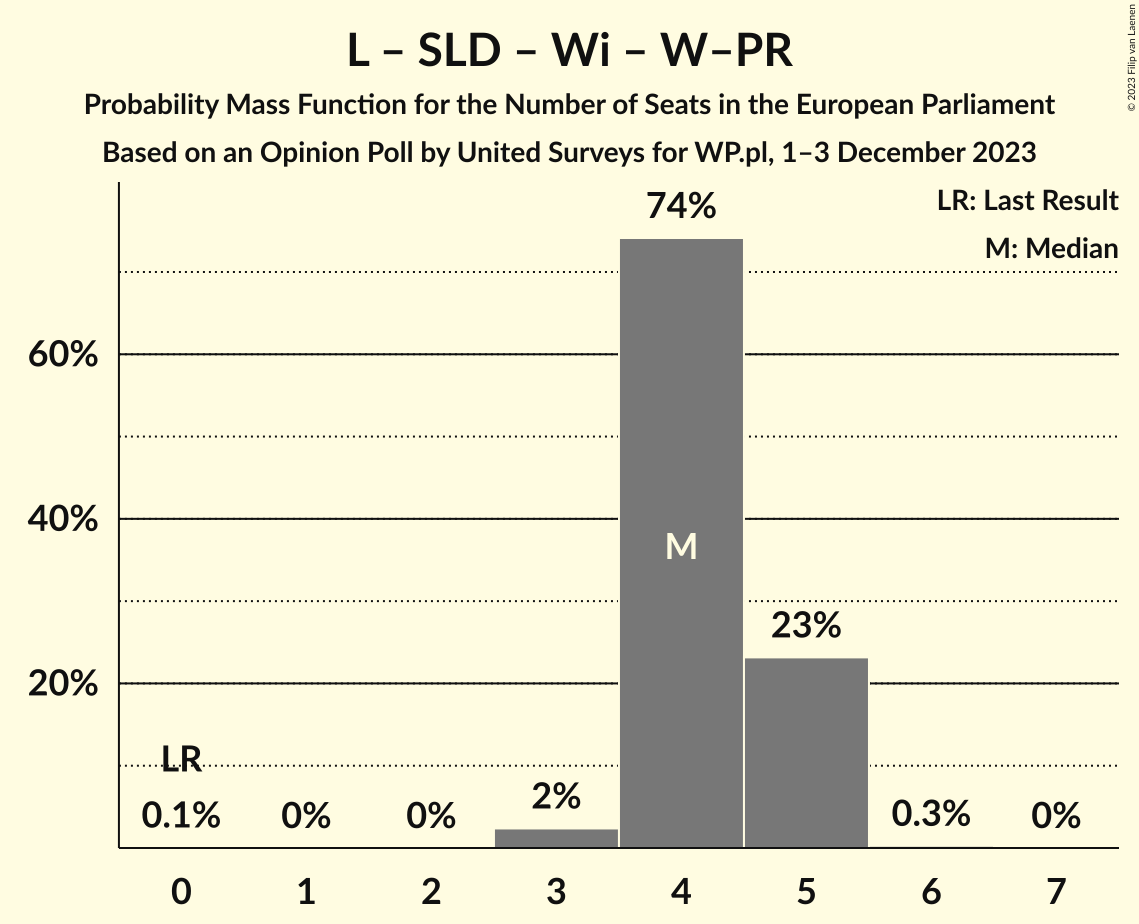 L – SLD – Wi – W–PR
Probability Mass Function for the Number of Seats in the European Parliament
Based on an Opinion Poll by United Surveys for WP.pl, 1–3 December 2023
© 2023 Filip van Laenen
LR: Last Result
M: Median
74%
60%
40%
20%
M
23%
LR
0.1%
0%
0%
2%
0.3%
0%
0 1 2 3 4 5 6 7